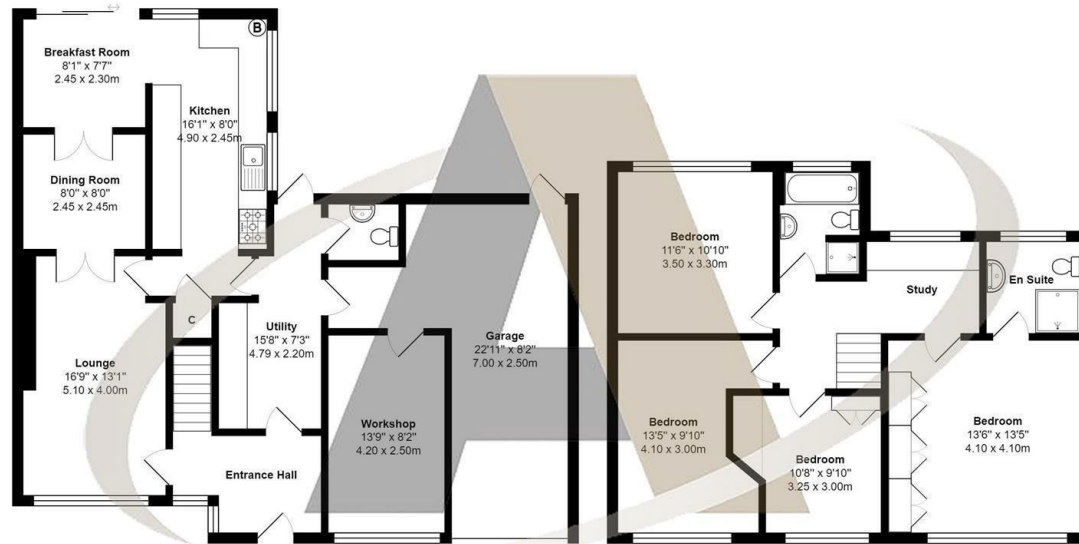 Breakfast Room
8'1" x 7'7"
2.45 x 2.30m
B
Kitchen
16'1" x 8'0"
4.90 x 2.45m
Dining Room
8'0" x 8'0"
2.45 x 2.45m
C
Utility
15'8" x 7'3"
4.79 x 2.20m
Lounge
16'9" x 13'1"
5.10 x 4.00m
Entrance Hall
Workshop
13'9" x 8'2"
4.20 x 2.50m
Garage
22'11" x 8'2"
7.00 x 2.50m
Bedroom
11'6" x 10'10"
3.50 x 3.30m
Study
En Suite
Bedroom
13'5" x 9'10"
4.10 x 3.00m
Bedroom
10'8" x 9'10"
3.25 x 3.00m
Bedroom
13'6" x 13'5"
4.10 x 4.10m